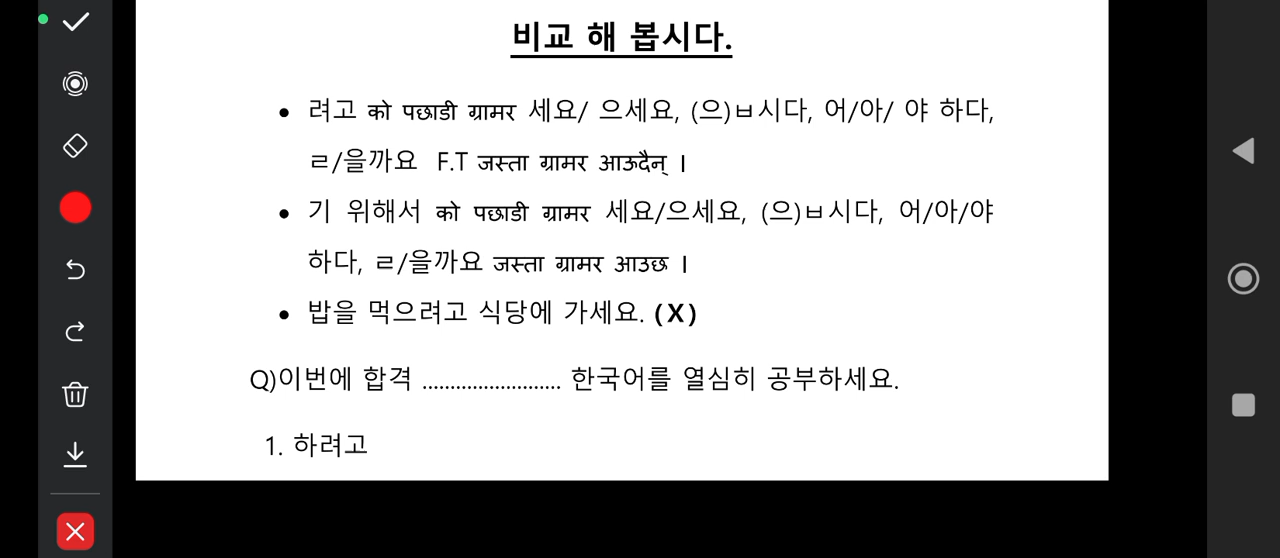 비교 해 봅시다.
• 려고 को पछाडी ग्रामर 세요/ 으세요, (으)ㅂ시다, 어/아/ 야 하다,
ㄹ/을까요 F.T जस्ता ग्रामर आऊदैन् ।
• 기 위해서 को पछाडी ग्रामर 세요/으세요, (으)ㅂ시다, 어/아/야
하다, ㄹ/을까요 जस्ता ग्रामर आउछ ।
• 밥을 먹으려고 식당에 가세요. (X)
Q)이번에 합격 ......................... 한국어를 열심히 공부하세요.
1. 하려고